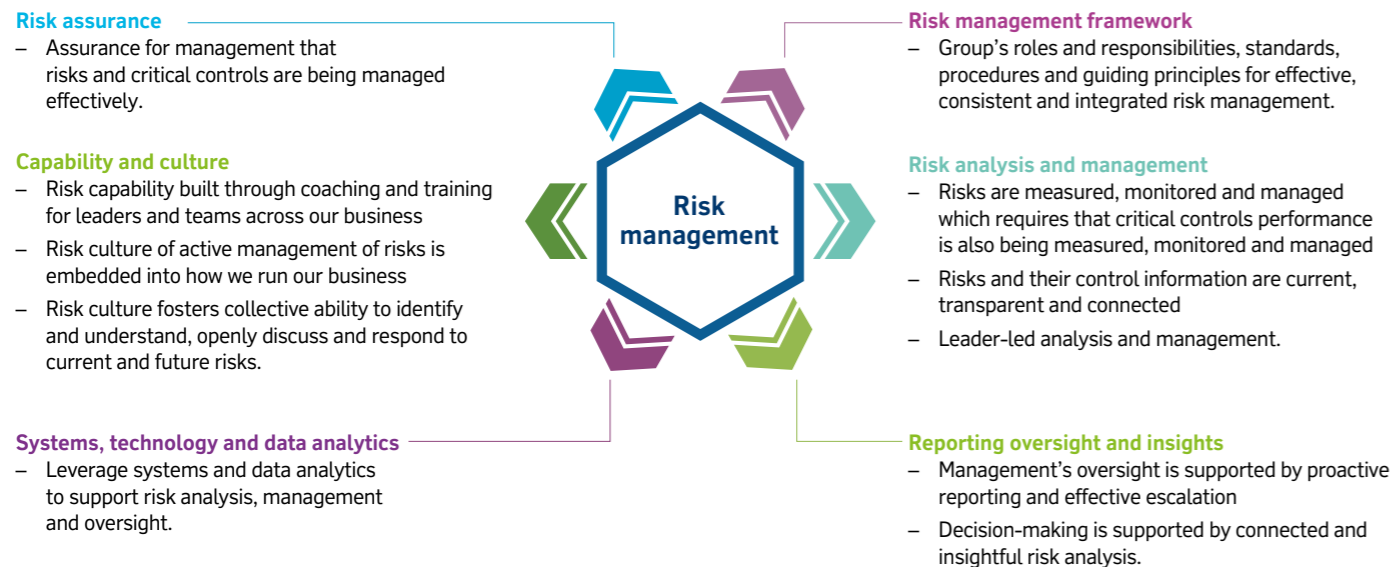 Risk assurance
– Assurance for management that
risks and critical controls are being managed
effectively.
Capability and culture
– Risk capability built through coaching and training
for leaders and teams across our business
– Risk culture of active management of risks is
embedded into how we run our business
– Risk culture fosters collective ability to identify
and understand, openly discuss and respond to
current and future risks.
Systems, technology and data analytics
– Leverage systems and data analytics
to support risk analysis, management
and oversight.
Risk
management
Risk management framework
– Group’s roles and responsibilities, standards,
procedures and guiding principles for effective,
consistent and integrated risk management.
Risk analysis and management
– Risks are measured, monitored and managed
which requires that critical controls performance
is also being measured, monitored and managed
– Risks and their control information are current,
transparent and connected
– Leader-led analysis and management.
Reporting oversight and insights
– Management’s oversight is supported by proactive
reporting and effective escalation
– Decision-making is supported by connected and
insightful risk analysis.